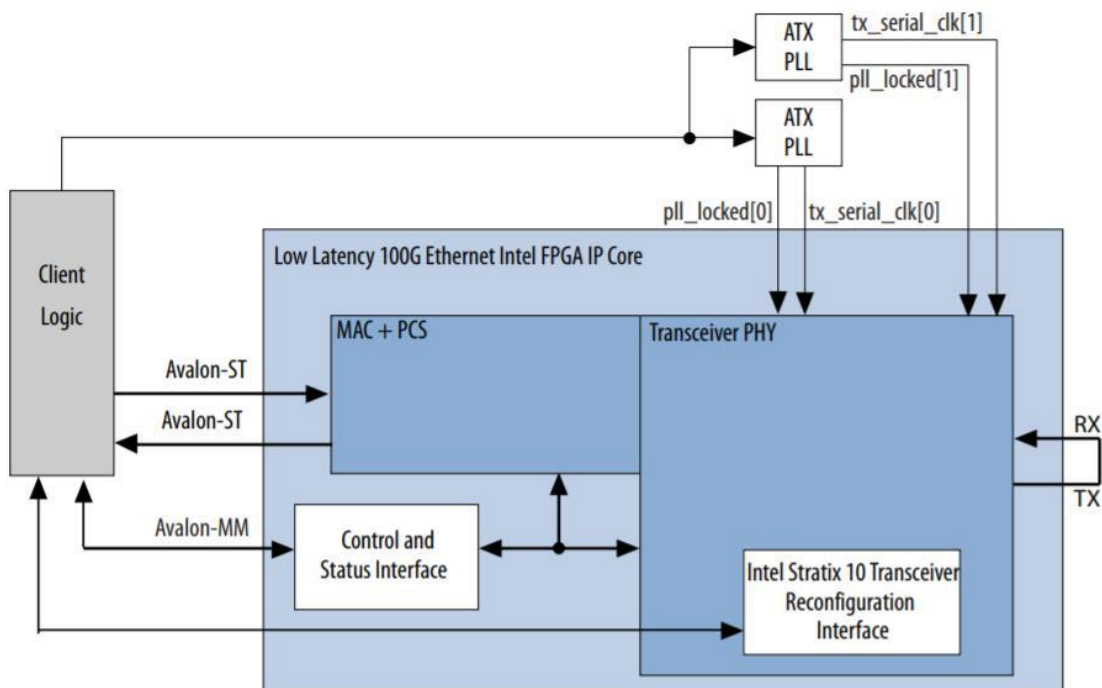 ATX
PLL
tx_serial_clk[1]
pll_locked[1]
ATX
PLL
pll_locked[0]
tx_serial_clk[0]
Client
Logic
Low Latency 100G Ethernet Intel FPGA IP Core
MAC + PCS
Transceiver PHY
Avalon-ST
Avalon-ST
RX
TX
Avalon-MM
Control and
Status Interface
Intel Stratix 10 Transceiver
Reconfiguration
Interface